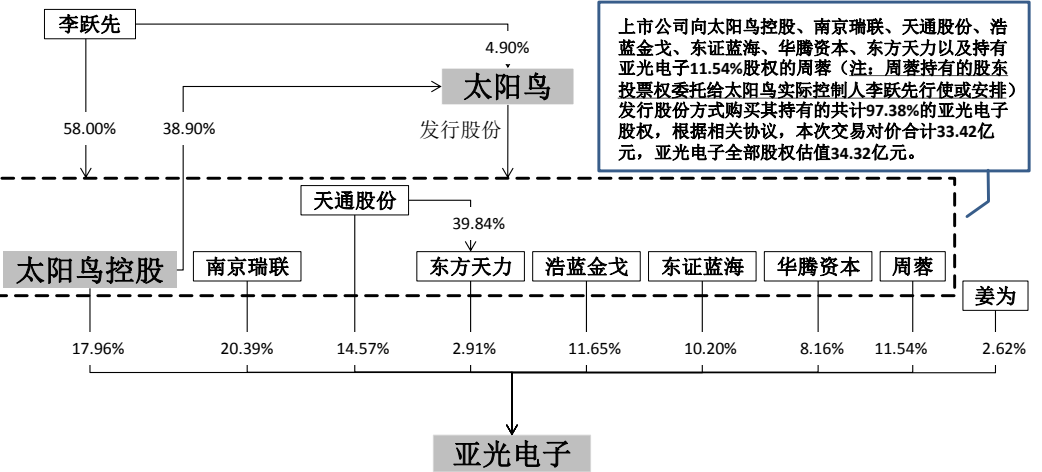 李跃先
4.90%
太阳鸟
58.00%
38.90%
发行股份
上市公司向太阳鸟控股、南京瑞联、天通股份、浩
蓝金戈、东证蓝海、华腾资本、东方天力以及持有
亚光电子11.54%股权的周蓉（注：周蓉持有的股东
投票权委托给太阳鸟实际控制人李跃先行使或安排）
发行股份方式购买其持有的共计97.38%的亚光电子
股权，根据相关协议，本次交易对价合计33.42亿
元，亚光电子全部股权估值34.32亿元。
天通股份
39.84%
太阳鸟控股
南京瑞联
东方天力
浩蓝金戈
东证蓝海
华腾资本
周蓉
姜为
17.96%
20.39%
14.57%
2.91%
11.65%
10.20%
8.16%
11.54%
2.62%
亚光电子